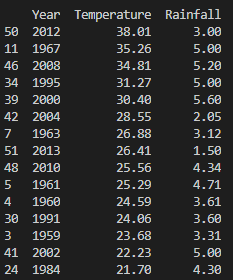 Year Temperature Rainfall
50 2012 38.01 3.00
11 1967 35.26 5.00
46 2008 34.81 5.20
34 1995 31.27 5.00
39 2000 30.40 5.60
42 2004 28.55 2.05
7 1963 26.88 3.12
51 2013 26.41 1.50
48 2010 25.56 4.34
5 1961 25.29 4.71
4 1960 24.59 3.61
30 1991 24.06 3.60
3 1959 23.68 3.31
41 2002 22.23 5.00
24 1984 21.70 4.30